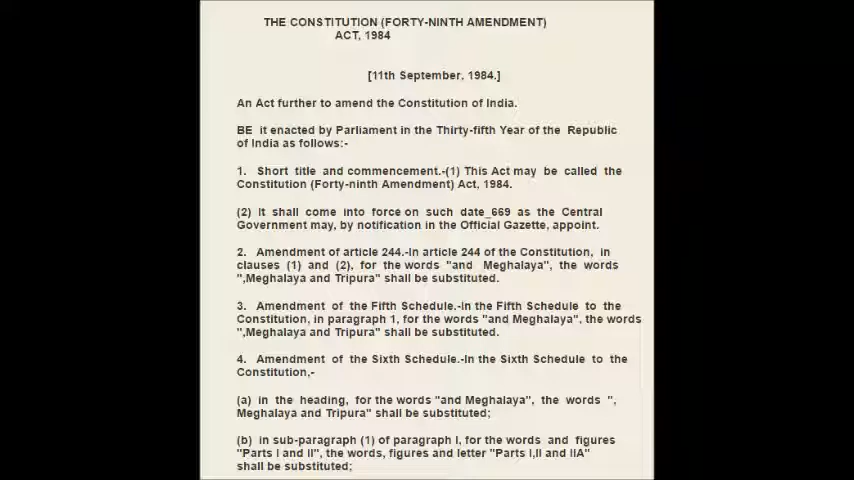 THE CONSTITUTION (FORTY-NINTH AMENDMENT)
ACT, 1984
[11th September, 1984.]
An Act further to amend the Constitution of India.
BE it enacted by Parliament in the Thirty-fifth Year of the Republic
of India as follows:-
1. Short title and commencement.-(1) This Act may be called the
Constitution (Forty-ninth Amendment) Act, 1984.
(2) It shall come into force on such date_669 as the Central
Government may, by notification in the Official Gazette, appoint.
2. Amendment of article 244.-In article 244 of the Constitution, in
clauses (1) and (2), for the words "and Meghalaya", the words
",Meghalaya and Tripura" shall be substituted.
3. Amendment of the Fifth Schedule.-In the Fifth Schedule to the
Constitution, in paragraph 1, for the words "and Meghalaya", the words
",Meghalaya and Tripura" shall be substituted.
4. Amendment of the Sixth Schedule.-In the Sixth Schedule to the
Constitution,-
(a) in the heading, for the words "and Meghalaya", the words ",
Meghalaya and Tripura" shall be substituted;
(b) in sub-paragraph (1) of paragraph l, for the words and figures
"Parts I and II", the words, figures and letter "Parts I,II and IIA"
shall be substituted;